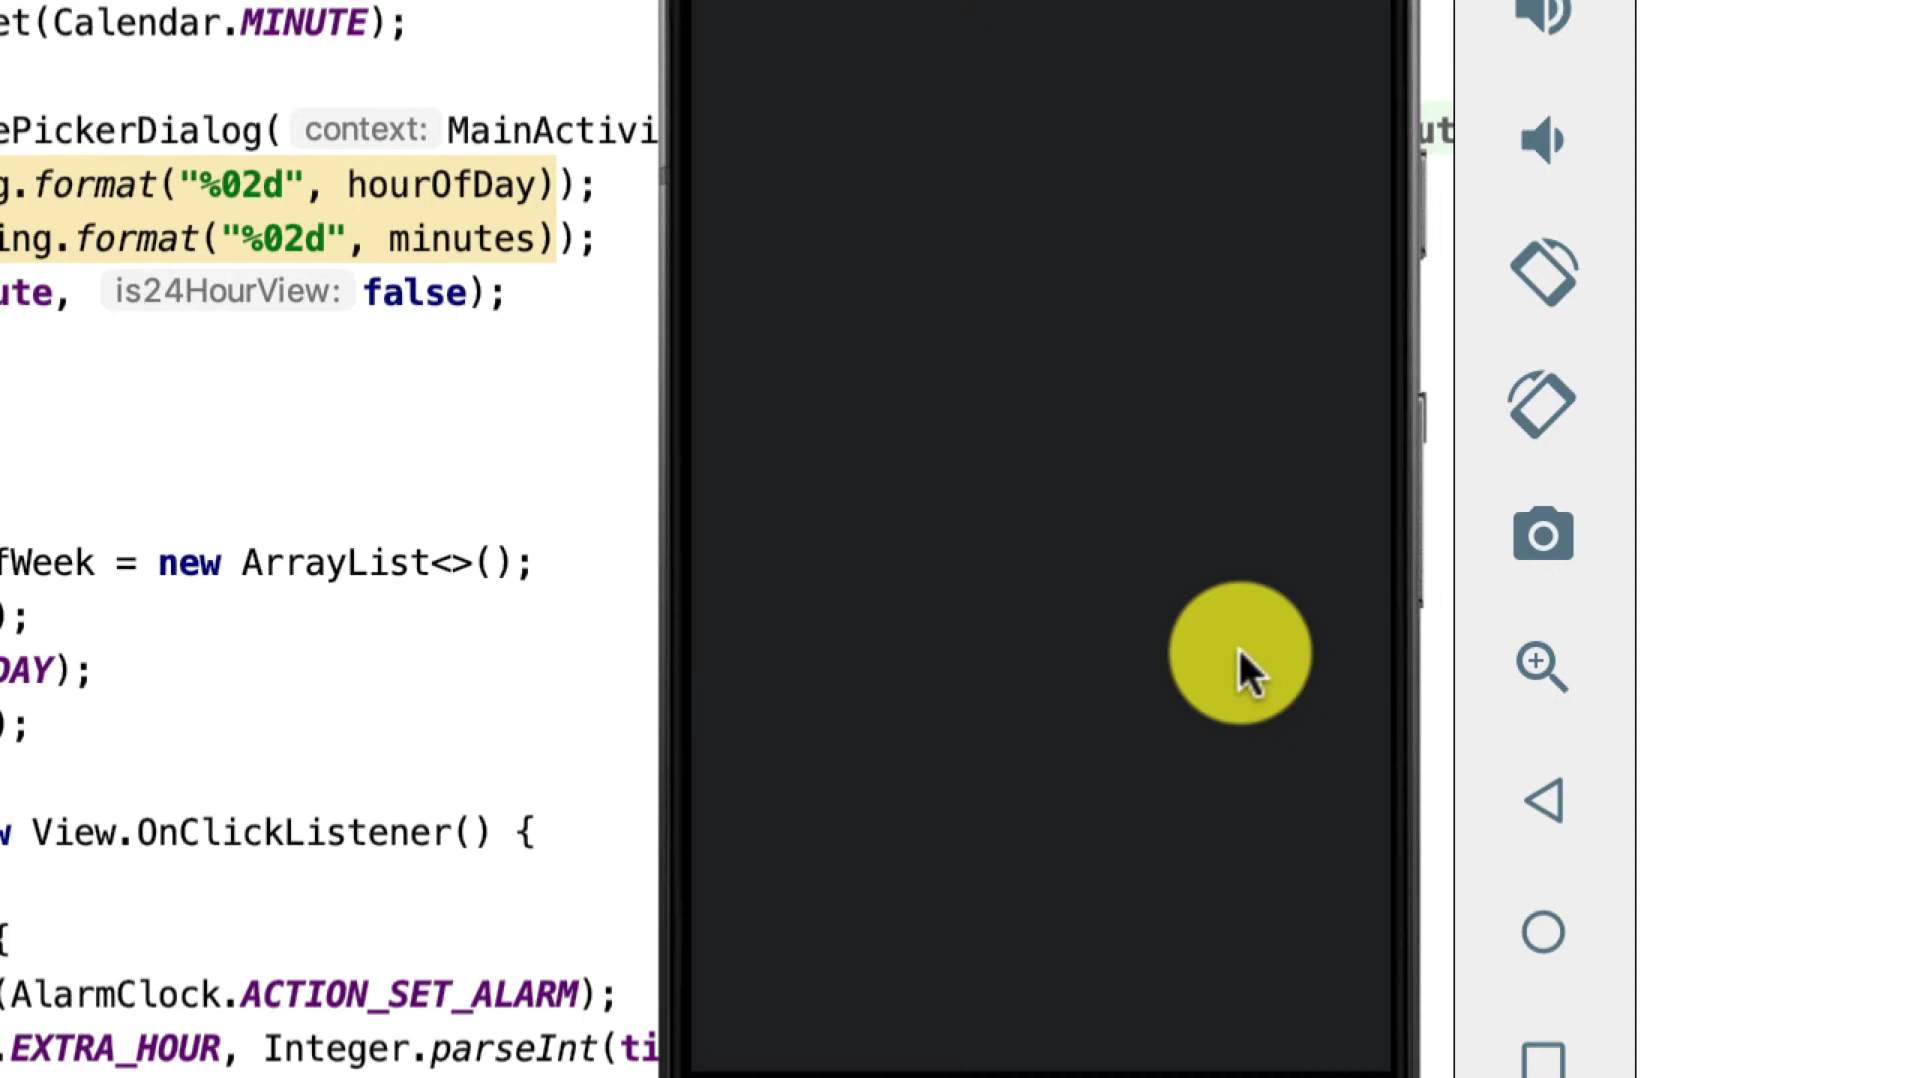 et(Calendar.MINUTE);
ePickerDialog( context: MainActivi ut
g.format("%02d", hourOfDay));
ing.format("%02d", minutes));
ute, is24HourView: false);
fWeek = new ArrayList<>();
);
DAY);
);
w View.OnClickListener() {
{
(AlarmClock.ACTION_SET_ALARM);
.EXTRA_HOUR, Integer.parseInt(ti